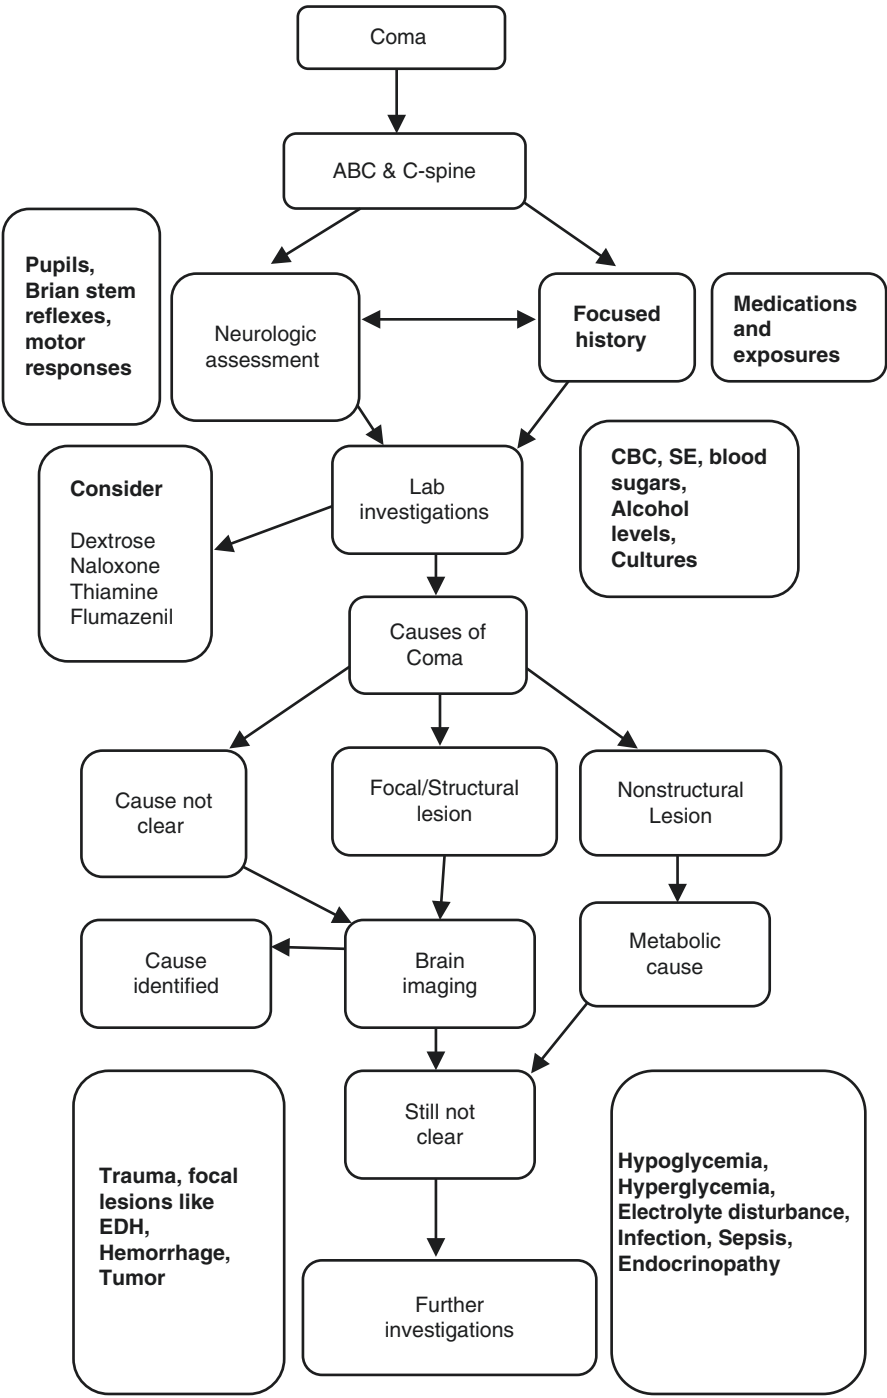 Coma
ABC & C-spine
Pupils,
Brian stem
reflexes,
motor
responses
Neurologic
assessment
Focused
history
Medications
and
exposures
Consider
Dextrose
Naloxone
Thiamine
Flumazenil
Lab
investigations
CBC, SE, blood
sugars,
Alcohol
levels,
Cultures
Causes of
Coma
Cause not
clear
Focal/Structural
lesion
Nonstructural
Lesion
Cause
identified
Brain
imaging
Metabolic
cause
Trauma, focal
lesions like
EDH,
Hemorrhage,
Tumor
Still not
clear
Hypoglycemia,
Hyperglycemia,
Electrolyte disturbance,
Infection, Sepsis,
Endocrinopathy
Further
investigations